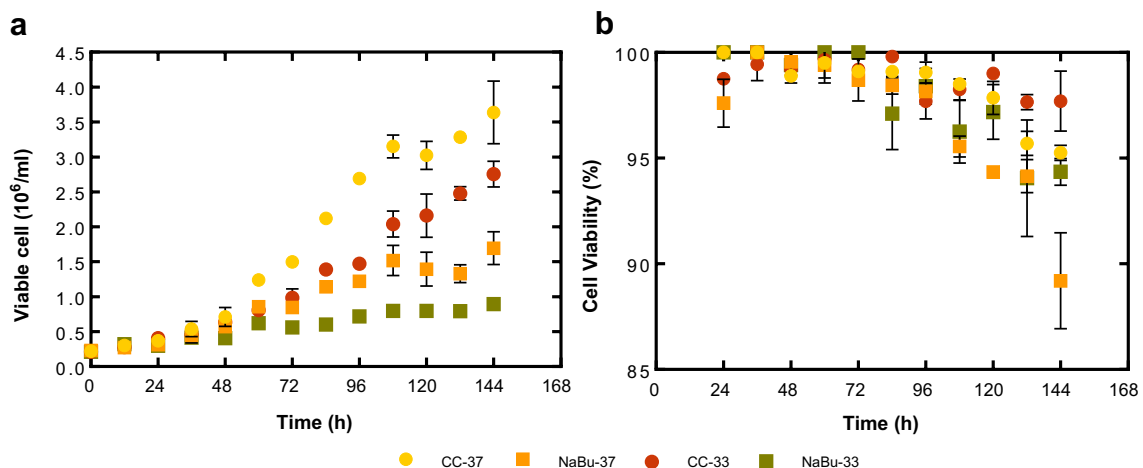 a
4.5
4.0
3.5
3.0
2.5
2.0
1.5
1.0
0.5
0.0
Viable cell (10⁶/ml)
0 24 48 72 96 120 144 168
Time (h)
b
100
95
90
85
Cell Viability (%)
0 24 48 72 96 120 144 168
Time (h)
CC-37 NaBu-37 CC-33 NaBu-33